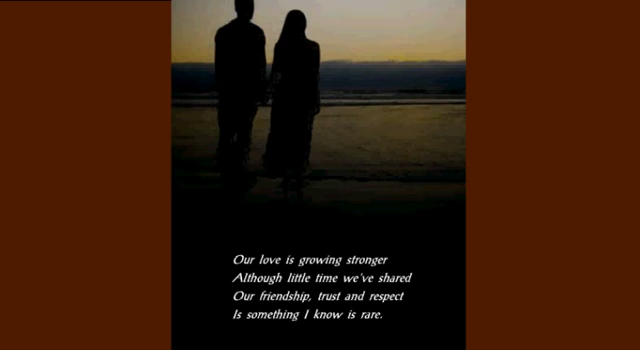 Our love is growing stronger
Although little time we've shared
Our friendship, trust and respect
Is something I know is rare.